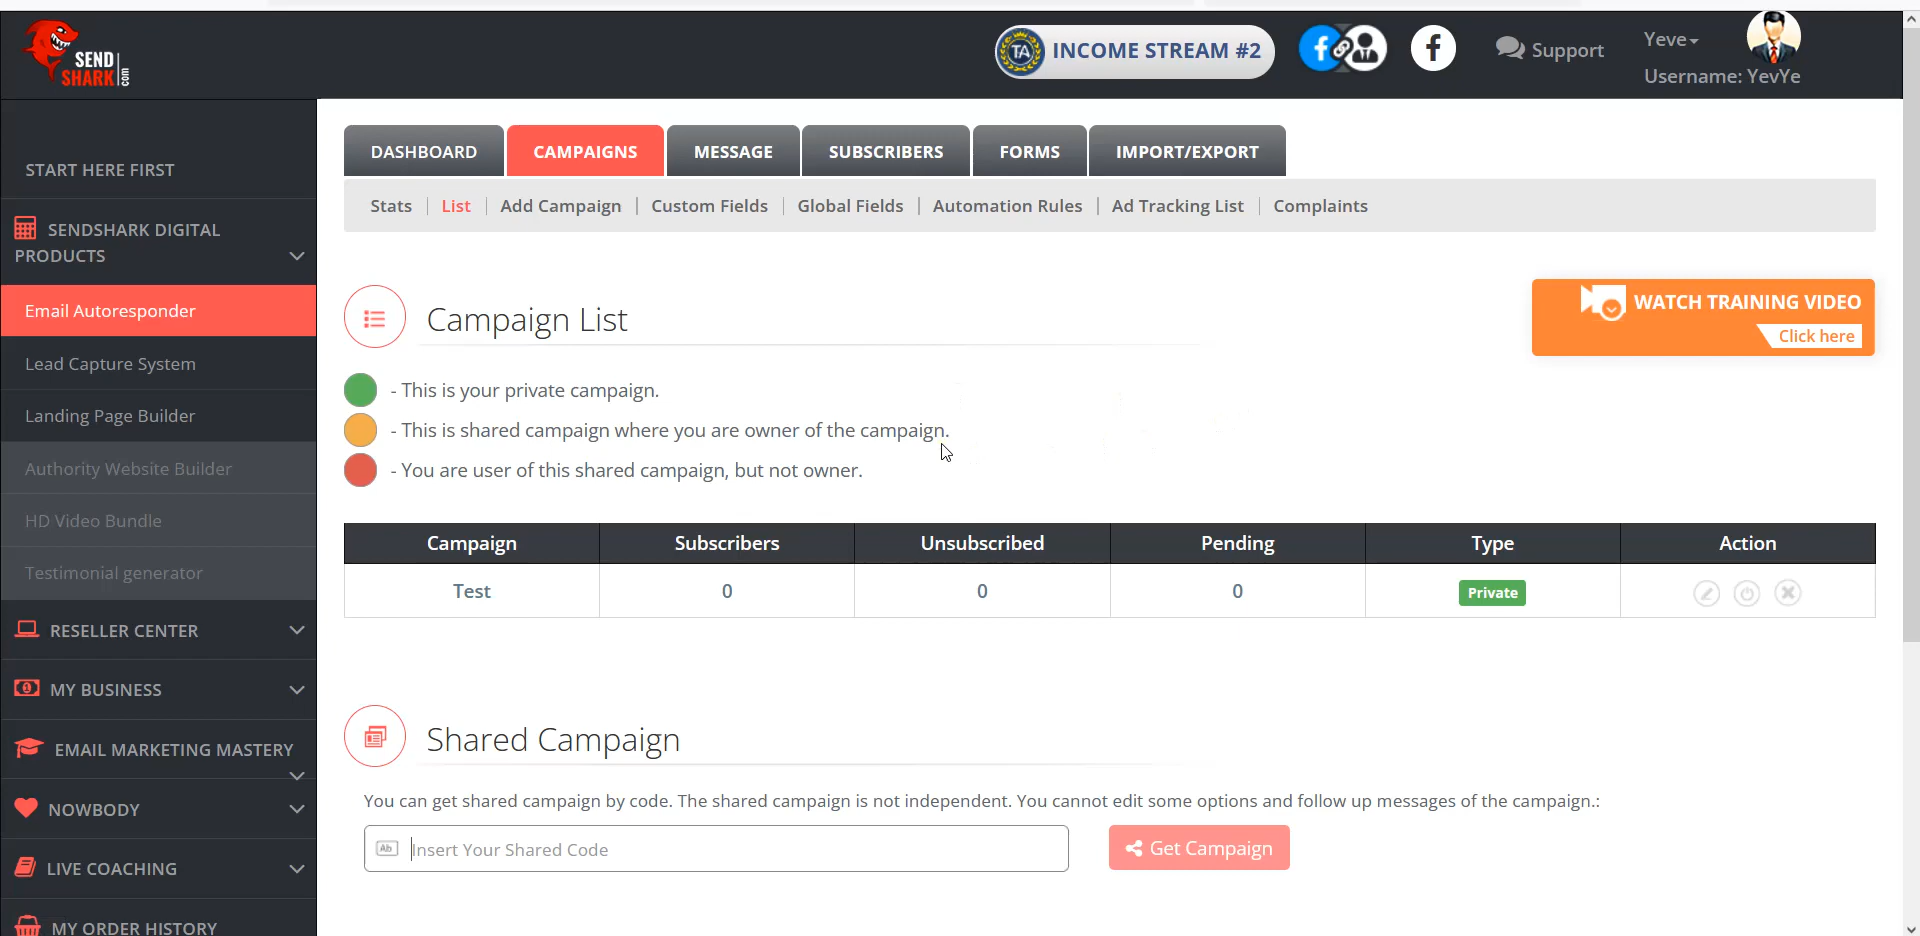 SEND
SHARK
.com
TA
INCOME STREAM #2
Support
Yeve
Username: YevYe
START HERE FIRST
SENDSHARK DIGITAL
PRODUCTS
Email Autoresponder
Lead Capture System
Landing Page Builder
Authority Website Builder
HD Video Bundle
Testimonial generator
RESELLER CENTER
MY BUSINESS
EMAIL MARKETING MASTERY
NOWBODY
LIVE COACHING
MY ORDER HISTORY
DASHBOARD CAMPAIGNS MESSAGE SUBSCRIBERS FORMS IMPORT/EXPORT
Stats List Add Campaign Custom Fields Global Fields Automation Rules Ad Tracking List Complaints
Campaign List
WATCH TRAINING VIDEO
Click here
- This is your private campaign.
- This is shared campaign where you are owner of the campaign.
- You are user of this shared campaign, but not owner.
Campaign Subscribers Unsubscribed Pending Type Action
Test 0 0 0 Private
Shared Campaign
You can get shared campaign by code. The shared campaign is not independent. You cannot edit some options and follow up messages of the campaign.:
Ab Insert Your Shared Code
Get Campaign